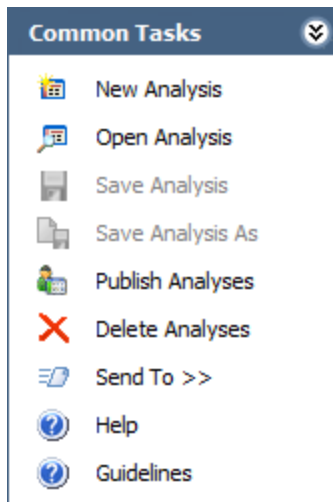 Common Tasks
New Analysis
Open Analysis
Save Analysis
Save Analysis As
Publish Analyses
Delete Analyses
Send To >>
Help
Guidelines